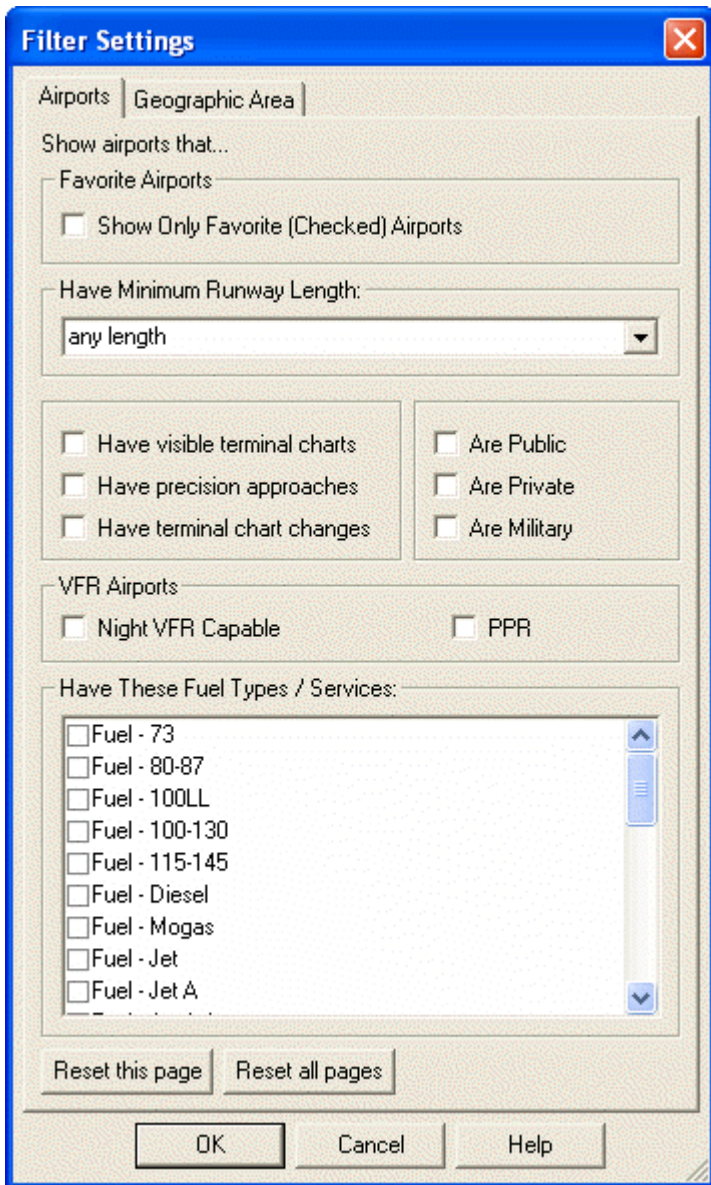 Filter Settings
Airports
Geographic Area
Show airports that...
Favorite Airports
Show Only Favorite (Checked) Airports
Have Minimum Runway Length:
any length
Have visible terminal charts
Have precision approaches
Have terminal chart changes
Are Public
Are Private
Are Military
VFR Airports
Night VFR Capable
PPR
Have These Fuel Types / Services:
Fuel - 73
Fuel - 80-87
Fuel - 100LL
Fuel - 100-130
Fuel - 115-145
Fuel - Diesel
Fuel - Mogas
Fuel - Jet
Fuel - Jet A
Reset this page
Reset all pages
OK
Cancel
Help